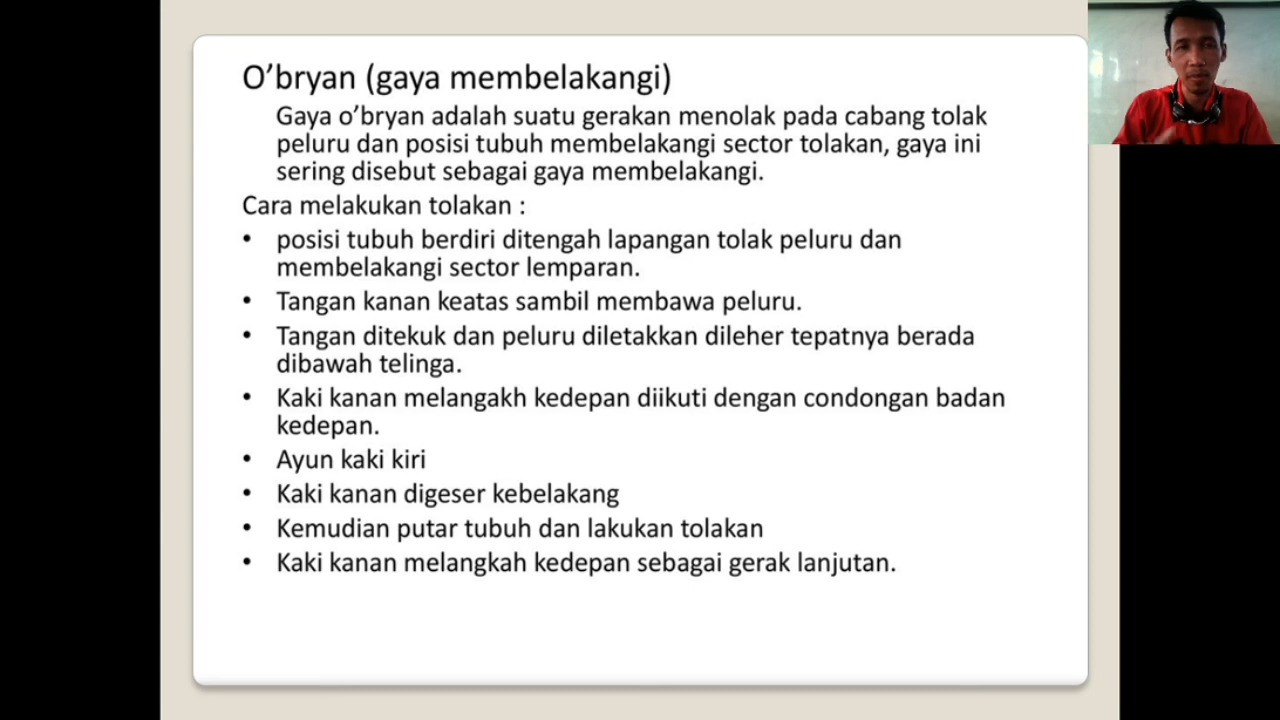 O’bryan (gaya membelakangi)
Gaya o’bryan adalah suatu gerakan menolak pada cabang tolak
peluru dan posisi tubuh membelakangi sector tolakan, gaya ini
sering disebut sebagai gaya membelakangi.
Cara melakukan tolakan :
• posisi tubuh berdiri ditengah lapangan tolak peluru dan
membelakangi sector lemparan.
• Tangan kanan keatas sambil membawa peluru.
• Tangan ditekuk dan peluru diletakkan dileher tepatnya berada
dibawah telinga.
• Kaki kanan melangakh kedepan diikuti dengan condongan badan
kedepan.
• Ayun kaki kiri
• Kaki kanan digeser kebelakang
• Kemudian putar tubuh dan lakukan tolakan
• Kaki kanan melangkah kedepan sebagai gerak lanjutan.